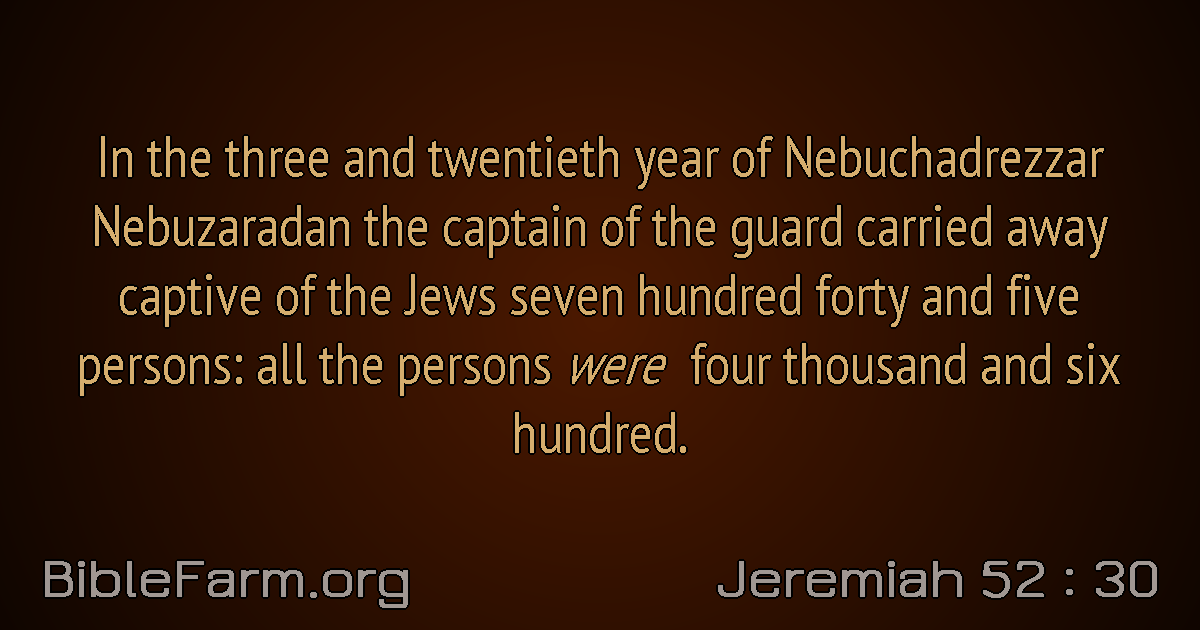 In the three and twentieth year of Nebuchadrezzar
Nebuzaradan the captain of the guard carried away
captive of the Jews seven hundred forty and five
persons: all the persons were four thousand and six
hundred.
BibleFarm.org
Jeremiah 52 : 30